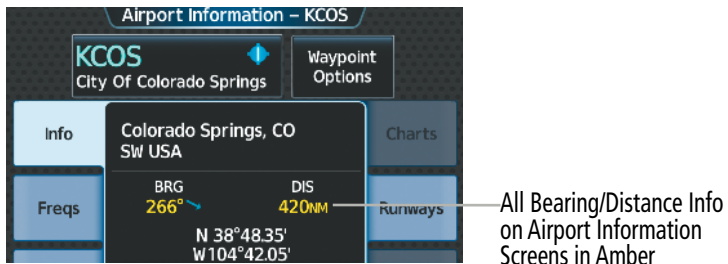 Airport Information – KCOS
KCOS
City Of Colorado Springs
Waypoint
Options
Info
Colorado Springs, CO
SW USA
Charts
Freqs
BRG
DIS
266°
420NM
Runways
N 38°48.35'
W104°42.05'
All Bearing/Distance Info
on Airport Information
Screens in Amber